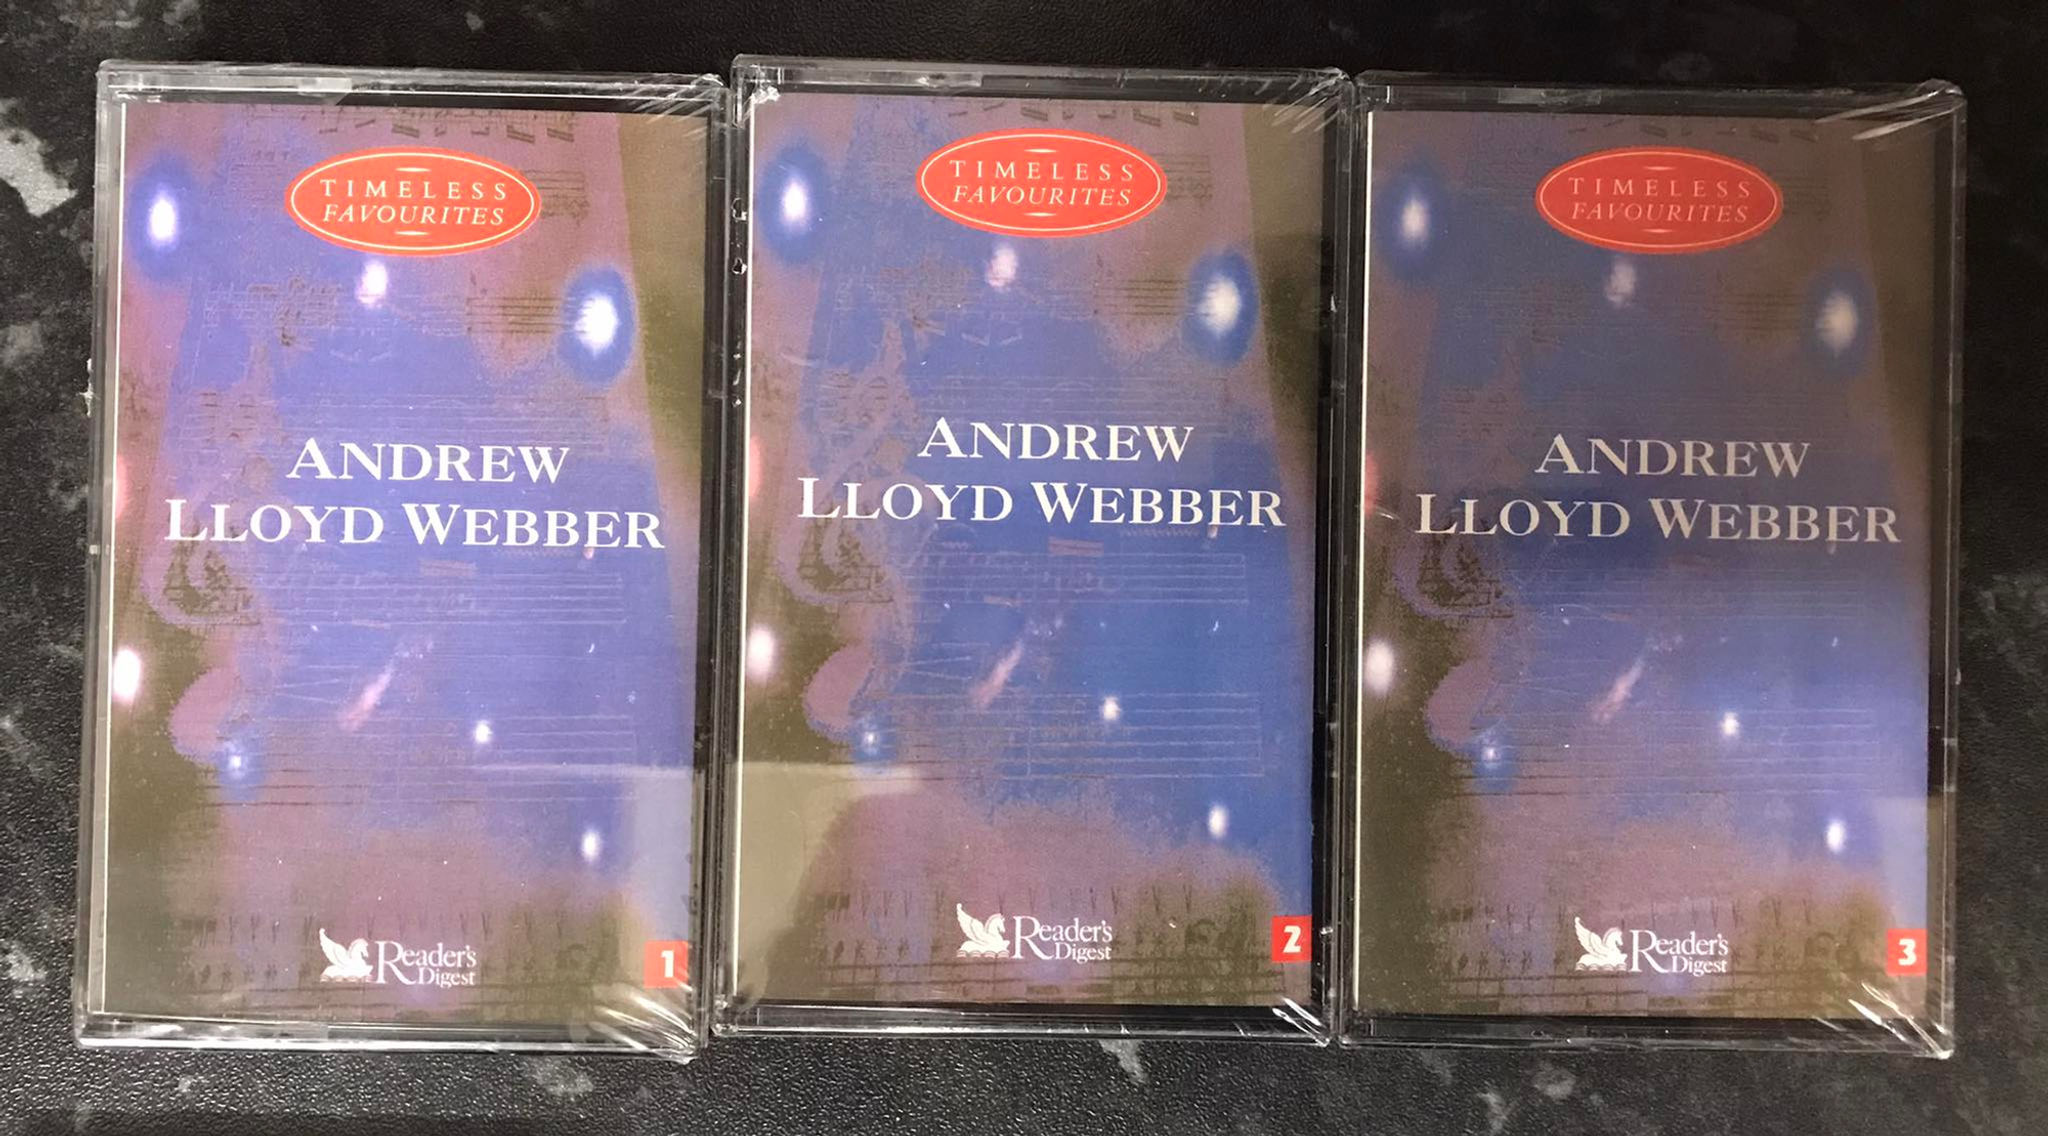 TIMELESS
FAVOURITES
ANDREW
LLOYD WEBBER
Reader's
Digest
1
TIMELESS
FAVOURITES
ANDREW
LLOYD WEBBER
Reader's
Digest
2
TIMELESS
FAVOURITES
ANDREW
LLOYD WEBBER
Reader's
Digest
3